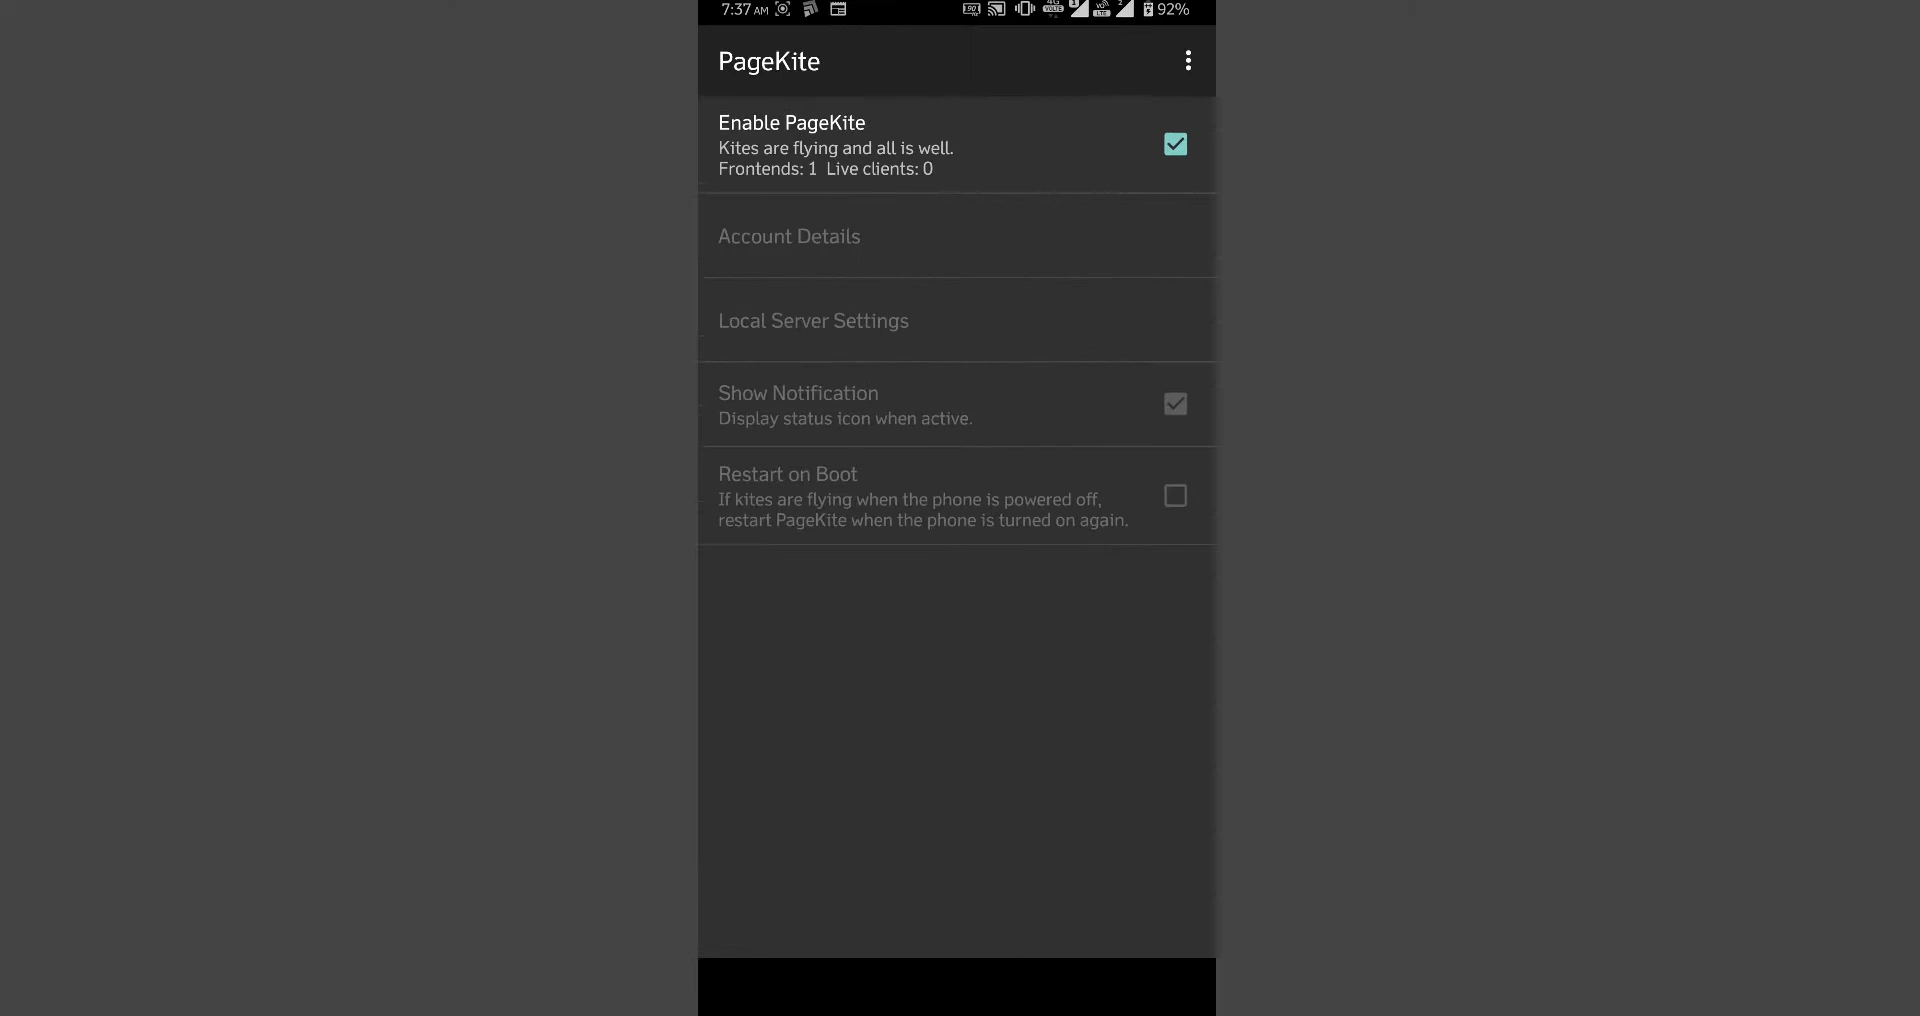 7:37 AM 92%
PageKite
Enable PageKite
Kites are flying and all is well.
Frontends: 1 Live clients: 0
Account Details
Local Server Settings
Show Notification
Display status icon when active.
Restart on Boot
If kites are flying when the phone is powered off,
restart PageKite when the phone is turned on again.